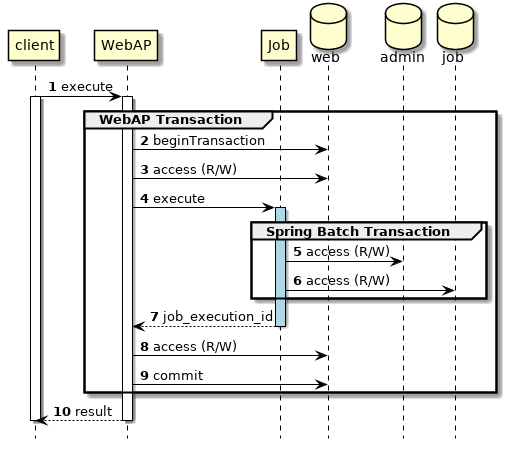 client
WebAP
Job
web
admin
job
1 execute
WebAP Transaction
2 beginTransaction
3 access (R/W)
4 execute
Spring Batch Transaction
5 access (R/W)
6 access (R/W)
7 job_execution_id
8 access (R/W)
9 commit
10 result